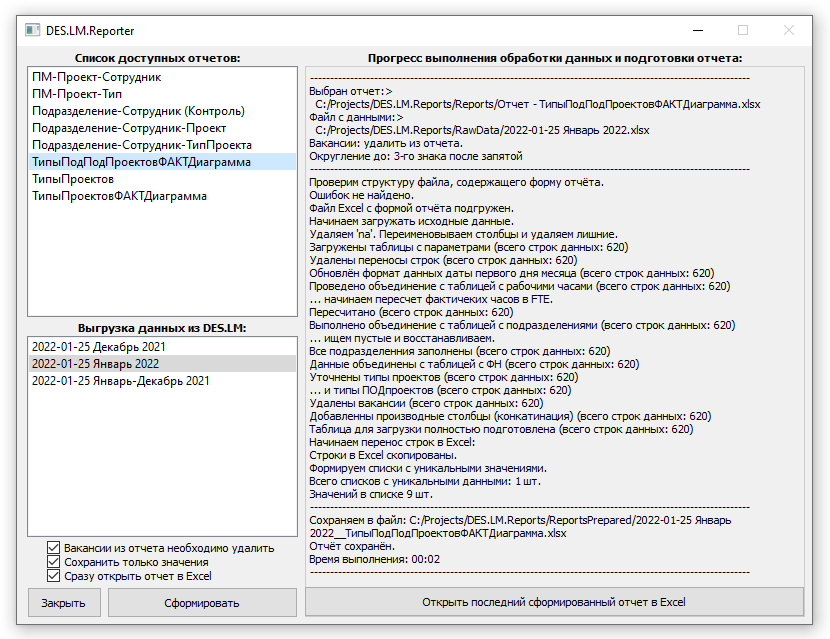 DES.LM.Reporter
Список доступных отчетов:
ПМ-Проект-Сотрудник
ПМ-Проект-Тип
Подразделение-Сотрудник (Контроль)
Подразделение-Сотрудник-Проект
Подразделение-Сотрудник-ТипПроекта
ТипыПодПодПроектовФАКТДиаграмма
ТипыПроектов
ТипыПроектовФАКТДиаграмма
Выгрузка данных из DES.LM:
2022-01-25 Декабрь 2021
2022-01-25 Январь 2022
2022-01-25 Январь-Декабрь 2021
Вакансии из отчета необходимо удалить
Сохранить только значения
Сразу открыть отчет в Excel
Закрыть
Сформировать
Прогресс выполнения обработки данных и подготовки отчета:
Выбран отчет:>
C:/Projects/DES.LM.Reports/Reports/Отчет - ТипыПодПодПроектовФАКТДиаграмма.xlsx
Файл с данными:>
C:/Projects/DES.LM.Reports/RawData/2022-01-25 Январь 2022.xlsx
Вакансии: удалить из отчета.
Округление до: 3-го знака после запятой
Проверим структуру файла, содержащего форму отчёта.
Ошибок не найдено.
Файл Excel с формой отчёта подгружен.
Начинаем загружать исходные данные.
Удаляем 'na'. Переименовываем столбцы и удаляем лишние.
Загружены таблицы с параметрами (всего строк данных: 620)
Удалены переносы строк (всего строк данных: 620)
Обновлён формат данных даты первого дня месяца (всего строк данных: 620)
Проведено объединение с таблицей с рабочими часами (всего строк данных: 620)
... начинаем пересчет фактичеких часов в FTE.
Пересчитано (всего строк данных: 620)
Выполнено объединение с таблицей с подразделениями (всего строк данных: 620)
... ищем пустые и восстанавливаем.
Все подразделенния заполнены (всего строк данных: 620)
Данные объединены с таблицей с ФН (всего строк данных: 620)
Уточнены типы проектов (всего строк данных: 620)
... и типы ПОДпроектов (всего строк данных: 620)
Удалены вакансии (всего строк данных: 620)
Добавленны производные столбцы (конкатинация) (всего строк данных: 620)
Таблица для загрузки полностью подготовлена (всего строк данных: 620)
Начинаем перенос строк в Excel:
Строки в Excel скопированы.
Формируем списки с уникальными значениями.
Всего списков с уникальными данными: 1 шт.
Значений в списке 9 шт.
Сохраняем в файл: C:/Projects/DES.LM.Reports/ReportsPrepared/2022-01-25 Январь
2022__ТипыПодПодПроектовФАКТДиаграмма.xlsx
Отчёт сохранён.
Время выполнения: 00:02
Открыть последний сформированный отчет в Excel